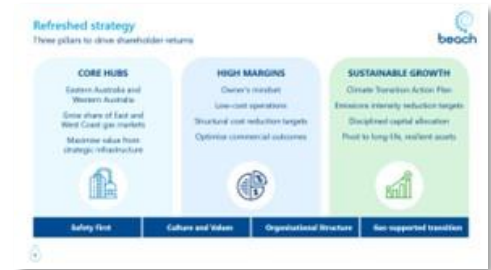 Refreshed strategy
Three pillars to drive shareholder returns
beach
CORE HUBS
Eastern Australia and
Western Australia
Grow share of East and
West Coast gas markets
Maximise value from
strategic infrastructure
HIGH MARGINS
Owner's mindset
Low-cost operations
Structural cost reduction targets
Optimise commercial outcomes
SUSTAINABLE GROWTH
Climate Transition Action Plan
Emissions intensity reduction targets
Disciplined capital allocation
Pivot to long-life, resilient assets
Safety first
Culture and Values
Organisational Structure
Gas-supported transition